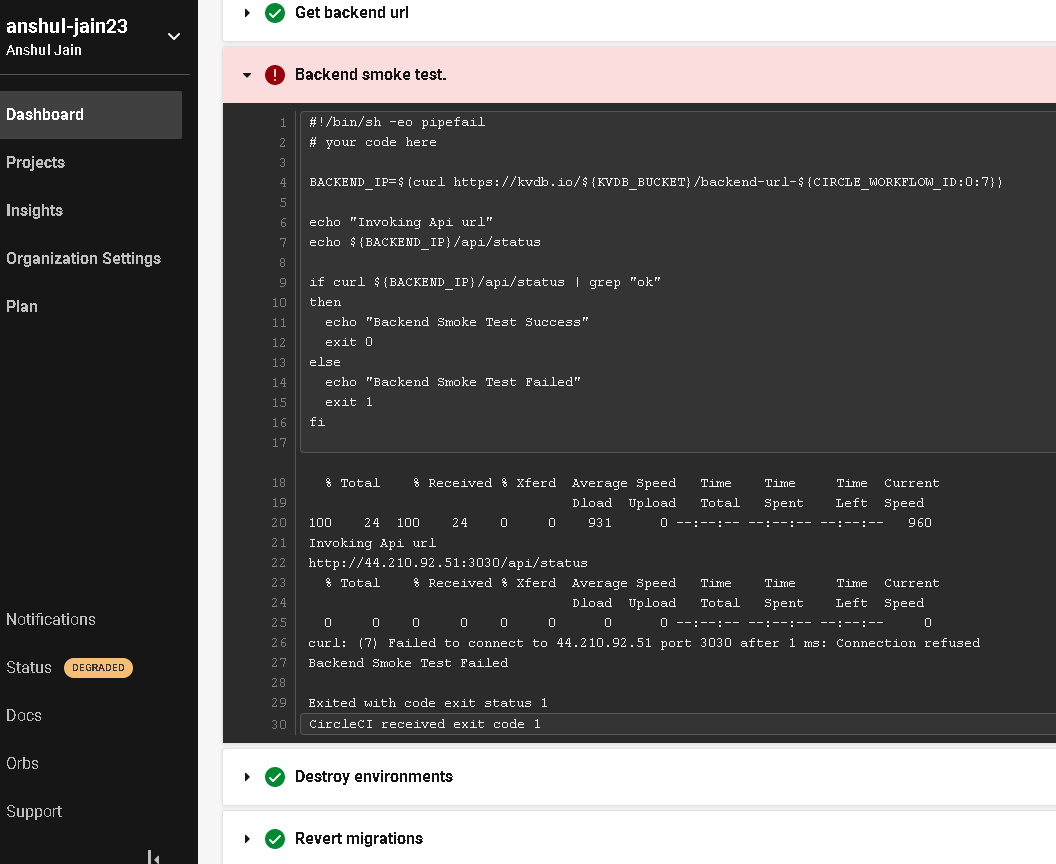 anshul-jain23
Anshul Jain
Dashboard
Projects
Insights
Organization Settings
Plan
Notifications
Status DEGRADED
Docs
Orbs
Support
Get backend url
Backend smoke test.
1 #!/bin/sh -eo pipefail
2 # your code here
3
4 BACKEND_IP=$(curl https://kvdb.io/${KVDB_BUCKET}/backend-url-${CIRCLE_WORKFLOW_ID:0:7})
5
6 echo "Invoking Api url"
7 echo ${BACKEND_IP}/api/status
8
9 if curl ${BACKEND_IP}/api/status | grep "ok"
10 then
11 echo "Backend Smoke Test Success"
12 exit 0
13 else
14 echo "Backend Smoke Test Failed"
15 exit 1
16 fi
17
18 % Total % Received % Xferd Average Speed Time Time Time Current
19 Dload Upload Total Spent Left Speed
20 100 24 100 24 0 0 931 0 --:--:-- --:--:-- --:--:-- 960
21 Invoking Api url
22 http://44.210.92.51:3030/api/status
23 % Total % Received % Xferd Average Speed Time Time Time Current
24 Dload Upload Total Spent Left Speed
25 0 0 0 0 0 0 0 0 --:--:-- --:--:-- --:--:-- 0
26 curl: (7) Failed to connect to 44.210.92.51 port 3030 after 1 ms: Connection refused
27 Backend Smoke Test Failed
28
29 Exited with code exit status 1
30 CircleCI received exit code 1
Destroy environments
Revert migrations